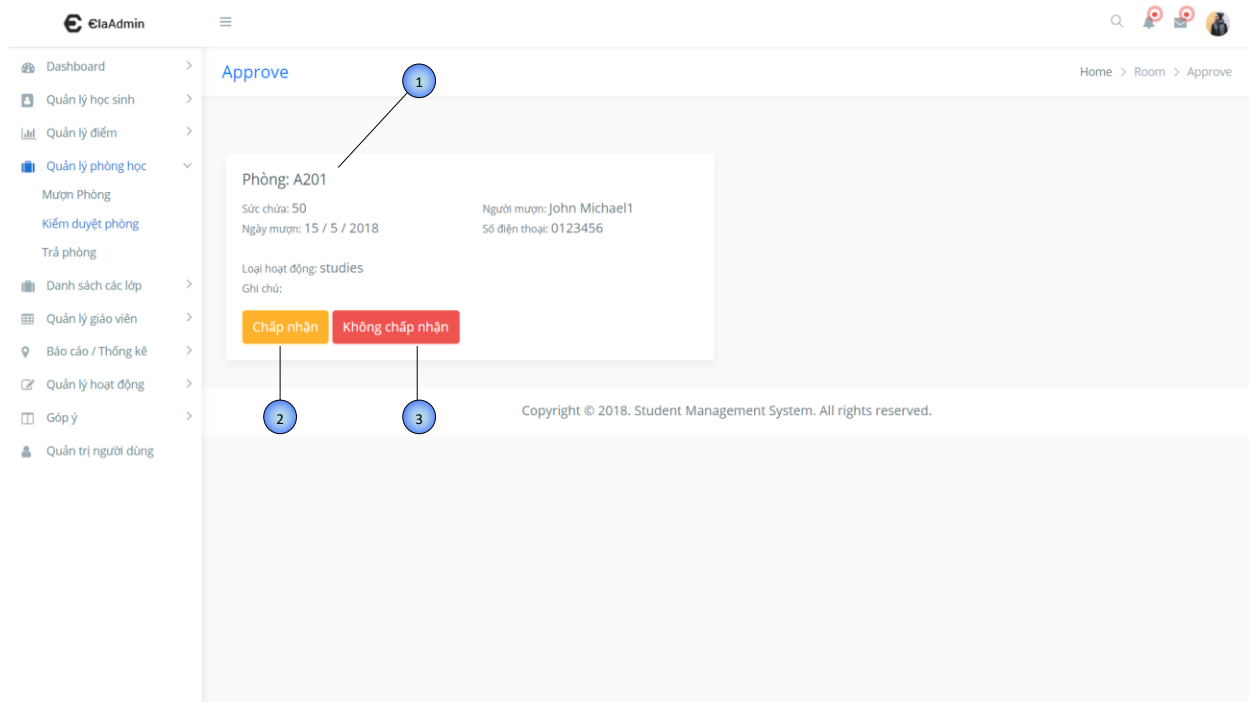 ElaAdmin
Dashboard
Quản lý học sinh
Quản lý điểm
Quản lý phòng học
Mượn Phòng
Kiểm duyệt phòng
Trả phòng
Danh sách các lớp
Quản lý giáo viên
Báo cáo / Thống kê
Quản lý hoạt động
Góp ý
Quản trị người dùng
Approve
Home > Room > Approve
1
Phòng: A201
Sức chứa: 50
Người mượn: John Michael1
Ngày mượn: 15 / 5 / 2018
Số điện thoại: 0123456
Loại hoạt động: studies
Ghi chú:
Chấp nhận
Không chấp nhận
2
3
Copyright © 2018. Student Management System. All rights reserved.